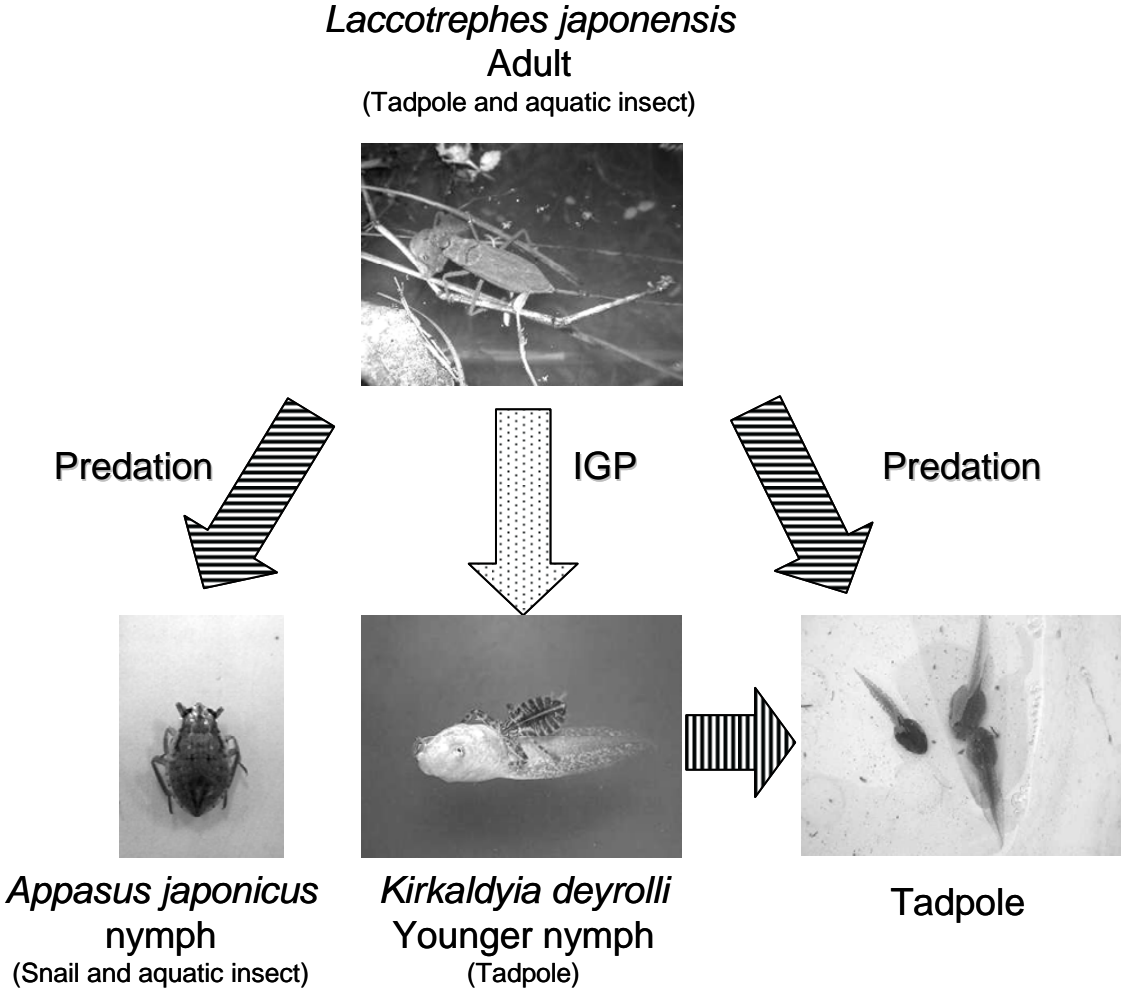 Laccotrephes japonensis
Adult
(Tadpole and aquatic insect)
Predation
IGP
Predation
Appasus japonicus
nymph
(Snail and aquatic insect)
Kirkaldyia deyrolli
Younger nymph
(Tadpole)
Tadpole